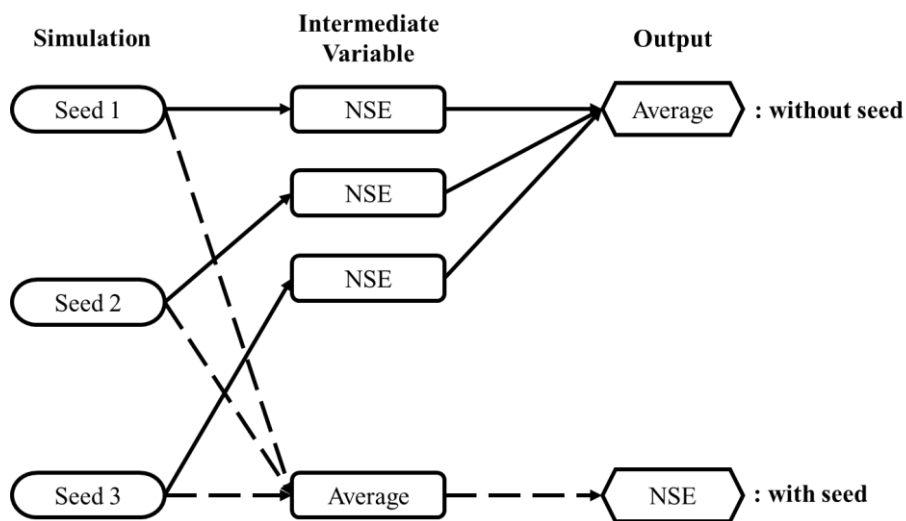 Simulation
Intermediate
Variable
Output
Seed 1
NSE
Average
: without seed
NSE
Seed 2
NSE
Seed 3
Average
NSE
: with seed